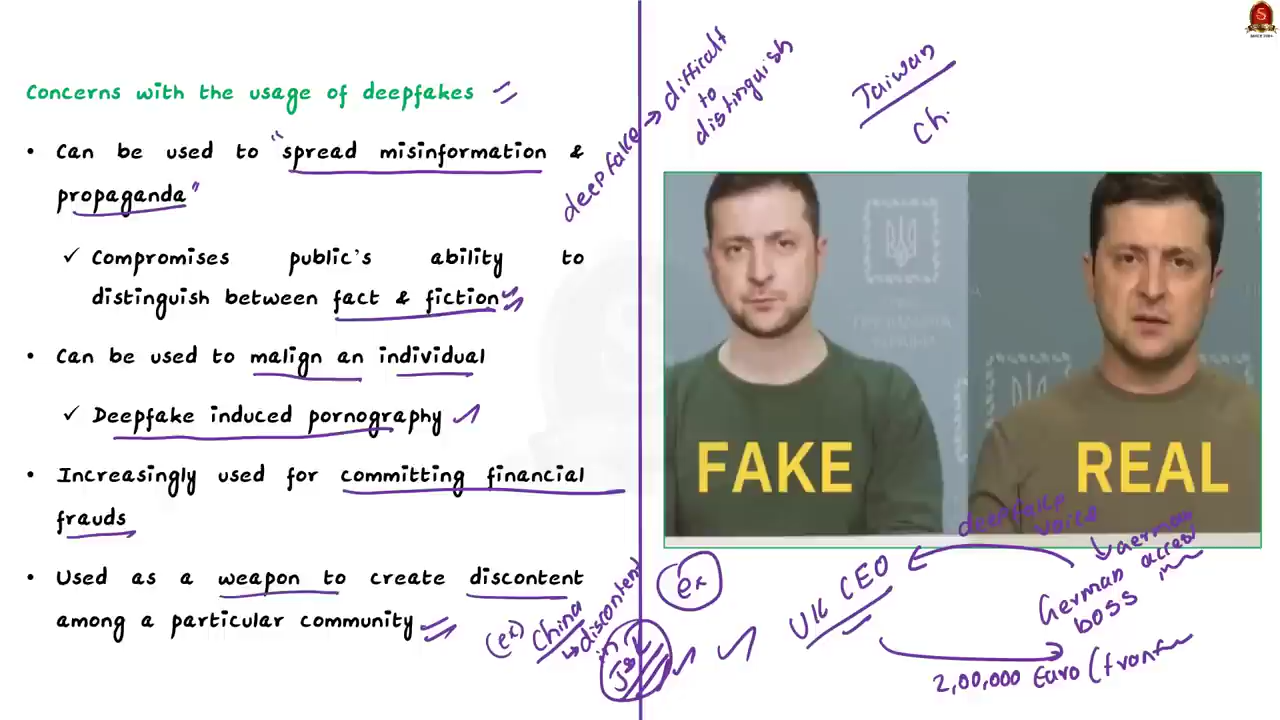 Concerns with the usage of deepfakes
• Can be used to "spread misinformation &
propaganda"
✓ Compromises public's ability to
distinguish between fact & fiction
• Can be used to malign an individual
✓ Deepfake induced pornography
• Increasingly used for committing financial
frauds
• Used as a weapon to create discontent
among a particular community
(ex) China
→ discontent
in
J&K
deepfake → difficult
to
distinguish
Taiwan
Ch.
FAKE
REAL
ex
UK CEO
deepfake
voice
German
accent
German
boss
2,00,000 Euro